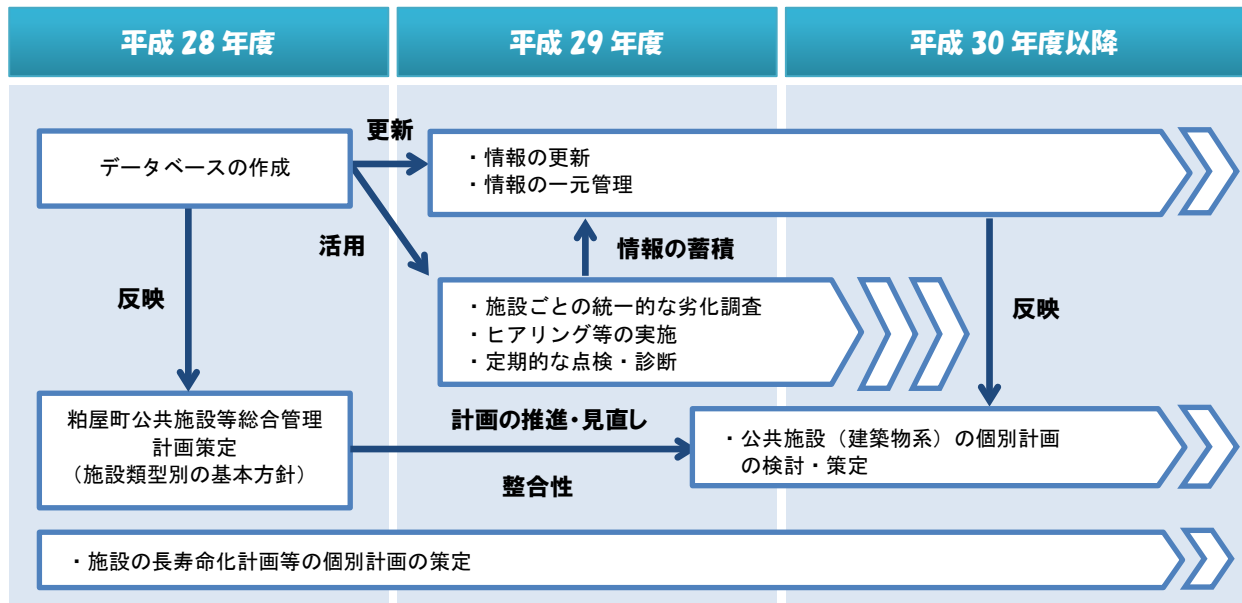 平成 28 年度
平成 29 年度
平成 30 年度以降
更新
データベースの作成
・情報の更新
・情報の一元管理
活用
情報の蓄積
反映
・施設ごとの統一的な劣化調査
・ヒアリング等の実施
・定期的な点検・診断
反映
粕屋町公共施設等総合管理
計画策定
（施設類型別の基本方針）
計画の推進・見直し
整合性
・公共施設（建築物系）の個別計画
の検討・策定
・施設の長寿命化計画等の個別計画の策定